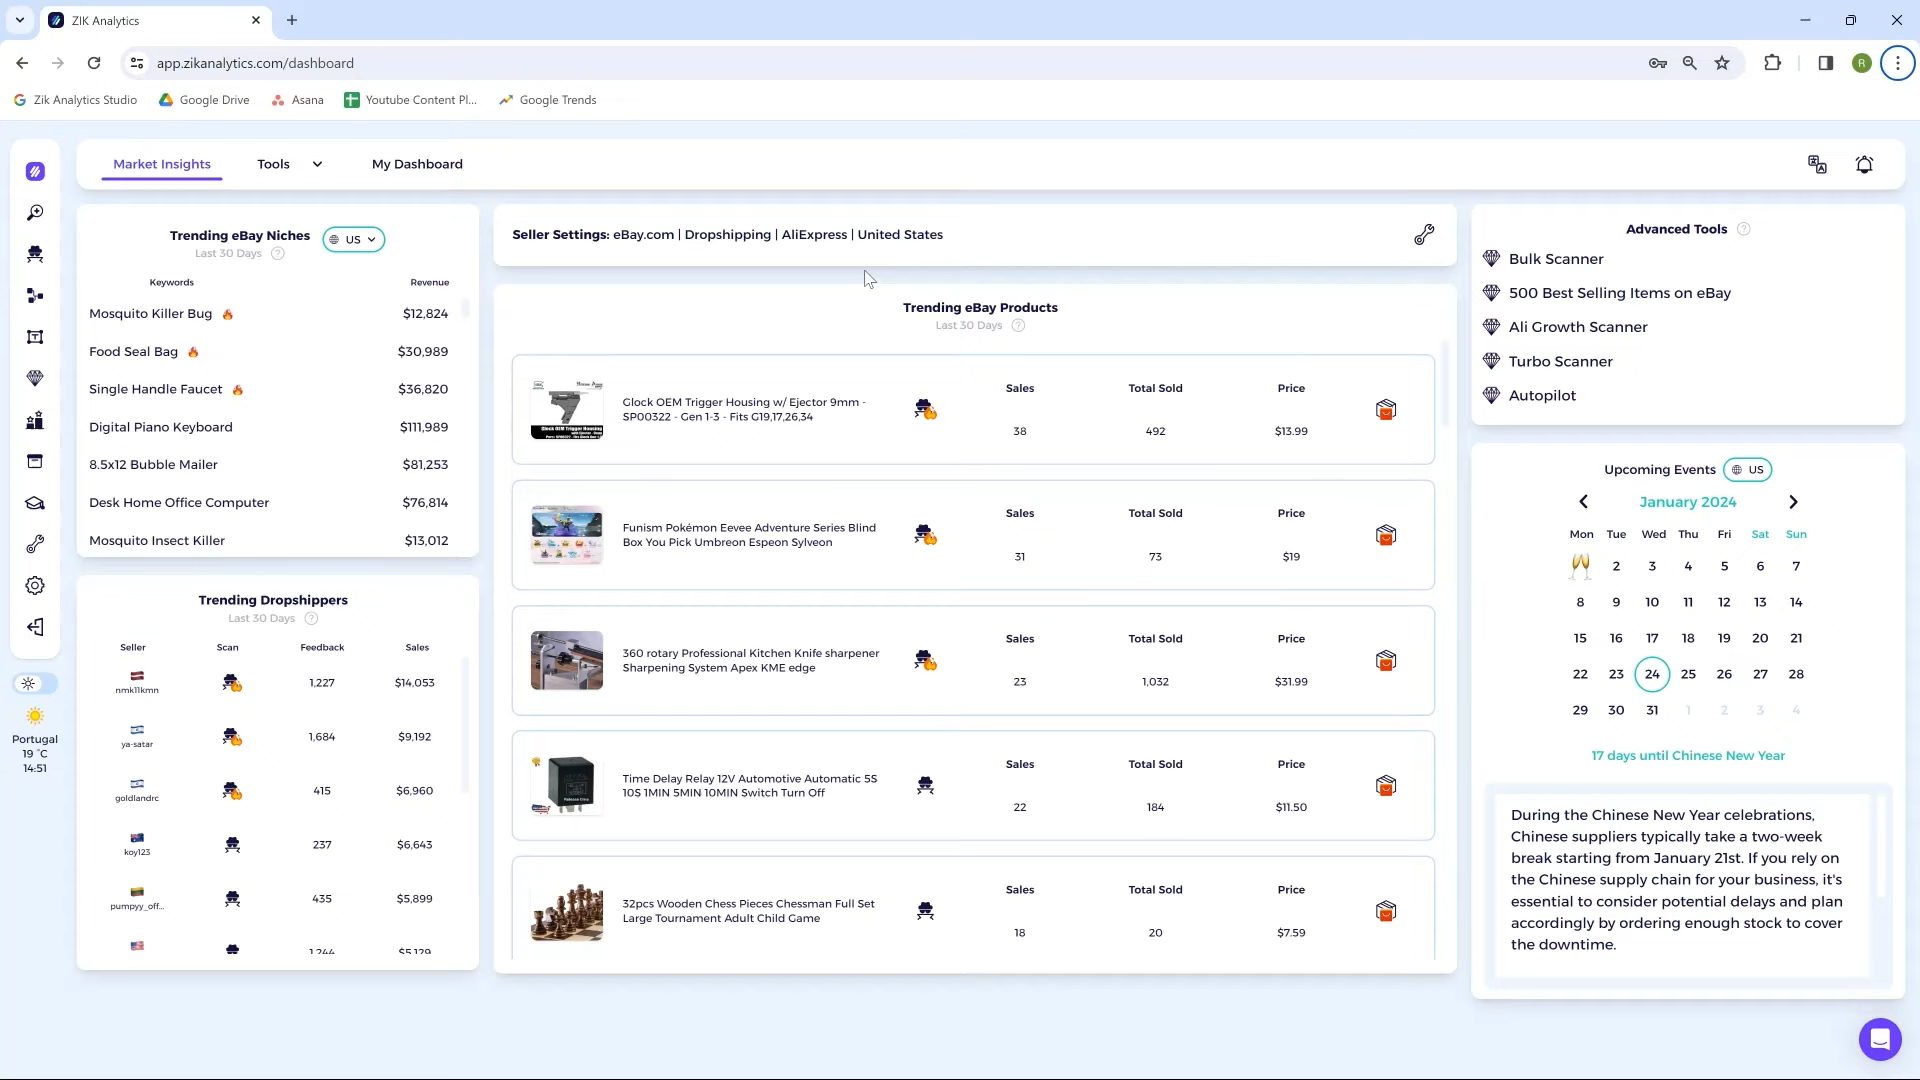 ZIK Analytics
app.zikanalytics.com/dashboard
R
Zik Analytics Studio
Google Drive
Asana
Youtube Content Pl...
Google Trends
Market Insights
Tools
My Dashboard
Trending eBay Niches
US
Last 30 Days ?
Keywords Revenue
Mosquito Killer Bug $12,824
Food Seal Bag $30,989
Single Handle Faucet $36,820
Digital Piano Keyboard $111,989
8.5x12 Bubble Mailer $81,253
Desk Home Office Computer $76,814
Mosquito Insect Killer $13,012
Trending Dropshippers
Last 30 Days ?
Seller Scan Feedback Sales
nmk11kmn 1,227 $14,053
ya-satar 1,684 $9,192
goldlandrc 415 $6,960
koy123 237 $6,643
pumpyy_off... 435 $5,899
1,244 $5,129
Portugal
19 °C
14:51
Seller Settings: eBay.com | Dropshipping | AliExpress | United States
Trending eBay Products
Last 30 Days ?
Glock OEM Trigger Housing w/ Ejector 9mm -
SP00322 - Gen 1-3 - Fits G19,17,26,34
Sales Total Sold Price
38 492 $13.99
Funism Pokémon Eevee Adventure Series Blind
Box You Pick Umbreon Espeon Sylveon
Sales Total Sold Price
31 73 $19
360 rotary Professional Kitchen Knife sharpener
Sharpening System Apex KME edge
Sales Total Sold Price
23 1,032 $31.99
Time Delay Relay 12V Automotive Automatic 5S
10S 1MIN 5MIN 10MIN Switch Turn Off
Sales Total Sold Price
22 184 $11.50
32pcs Wooden Chess Pieces Chessman Full Set
Large Tournament Adult Child Game
Sales Total Sold Price
18 20 $7.59
Advanced Tools ?
Bulk Scanner
500 Best Selling Items on eBay
Ali Growth Scanner
Turbo Scanner
Autopilot
Upcoming Events US
January 2024
Mon Tue Wed Thu Fri Sat Sun
2 3 4 5 6 7
8 9 10 11 12 13 14
15 16 17 18 19 20 21
22 23 24 25 26 27 28
29 30 31 1 2 3 4
17 days until Chinese New Year
During the Chinese New Year celebrations,
Chinese suppliers typically take a two-week
break starting from January 21st. If you rely on
the Chinese supply chain for your business, it's
essential to consider potential delays and plan
accordingly by ordering enough stock to cover
the downtime.